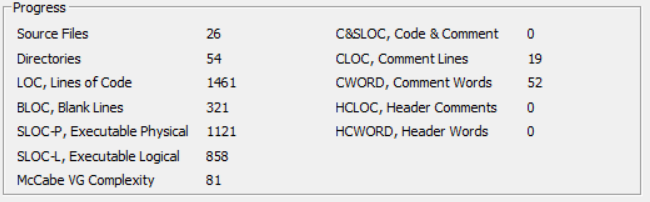 Progress
Source Files 26 C&SLOC, Code & Comment 0
Directories 54 CLOC, Comment Lines 19
LOC, Lines of Code 1461 CWORD, Comment Words 52
BLOC, Blank Lines 321 HCLOC, Header Comments 0
SLOC-P, Executable Physical 1121 HCWORD, Header Words 0
SLOC-L, Executable Logical 858
McCabe VG Complexity 81